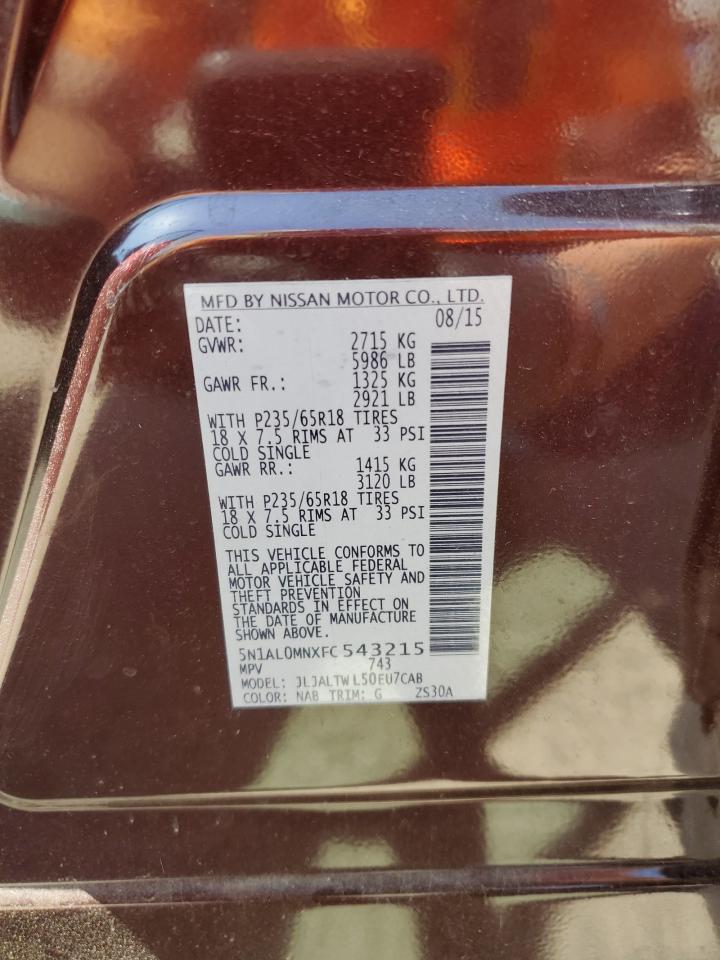 MFD BY NISSAN MOTOR CO., LTD.
DATE: 08/15
GVWR: 2715 KG
5986 LB
GAWR FR.: 1325 KG
2921 LB
WITH P235/65R18 TIRES
18 X 7.5 RIMS AT 33 PSI
COLD SINGLE
GAWR RR.: 1415 KG
3120 LB
WITH P235/65R18 TIRES
18 X 7.5 RIMS AT 33 PSI
COLD SINGLE
THIS VEHICLE CONFORMS TO
ALL APPLICABLE FEDERAL
MOTOR VEHICLE SAFETY AND
THEFT PREVENTION
STANDARDS IN EFFECT ON
THE DATE OF MANUFACTURE
SHOWN ABOVE.
5N1AL0MNXFC543215
MPV 743
MODEL: JLJALTWL50EU7CAB
COLOR: NAB TRIM: G ZS30A